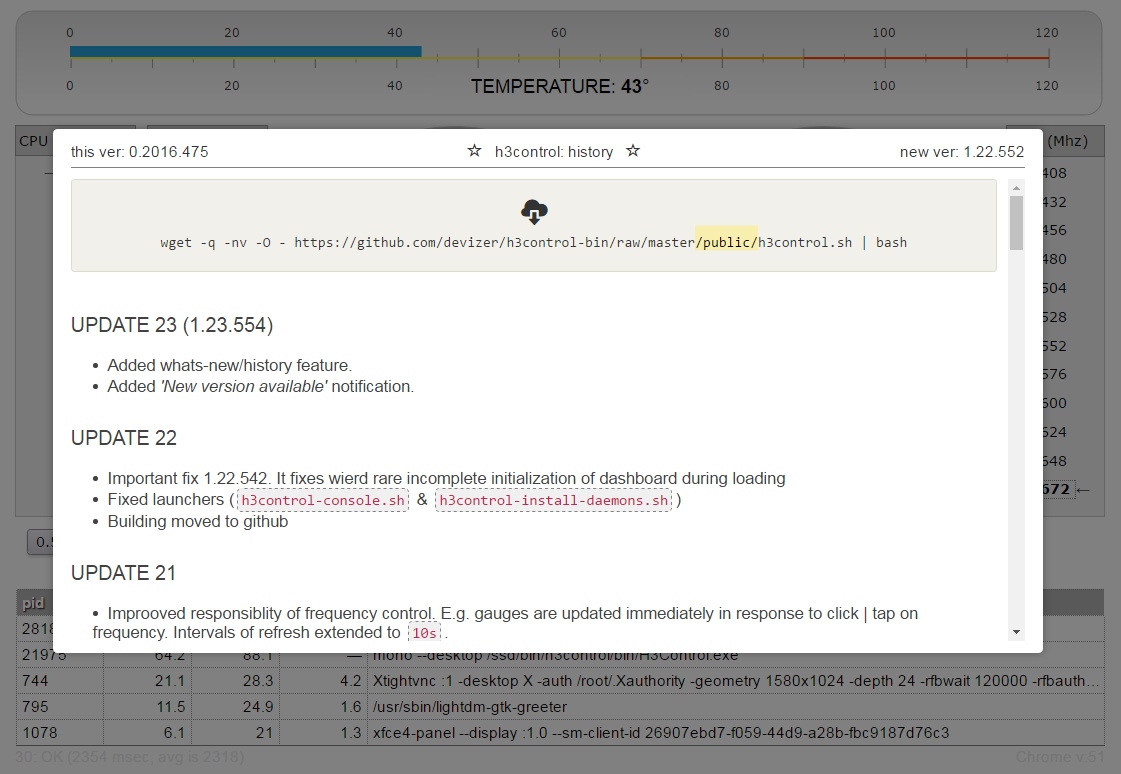 0 20 40 60 80 100 120
0 20 40 80 100 120
TEMPERATURE: 43°
CPU
(Mhz)
this ver: 0.2016.475 ☆ h3control: history ☆ new ver: 1.22.552
wget -q -nv -O - https://github.com/devizer/h3control-bin/raw/master/public/h3control.sh | bash
UPDATE 23 (1.23.554)
• Added whats-new/history feature.
• Added 'New version available' notification.
UPDATE 22
• Important fix 1.22.542. It fixes wierd rare incomplete initialization of dashboard during loading
• Fixed launchers ( h3control-console.sh & h3control-install-daemons.sh )
• Building moved to github
UPDATE 21
• Improoved responsiblity of frequency control. E.g. gauges are updated immediately in response to click | tap on
frequency. Intervals of refresh extended to 10s .
408
432
456
480
504
528
552
576
600
624
648
672 ←
0.5
pid
2818
21975 64.2 88.1 — mono --desktop /ssd/bin/h3control/bin/H3Control.exe
744 21.1 28.3 4.2 Xtightvnc :1 -desktop X -auth /root/.Xauthority -geometry 1580x1024 -depth 24 -rfbwait 120000 -rfbauth...
795 11.5 24.9 1.6 /usr/sbin/lightdm-gtk-greeter
1078 6.1 21 1.3 xfce4-panel --display :1.0 --sm-client-id 26907ebd7-f059-44d9-a28b-fbc9187d76c3
30. OK (2354 msec, avg is 2318) Chrome v.51